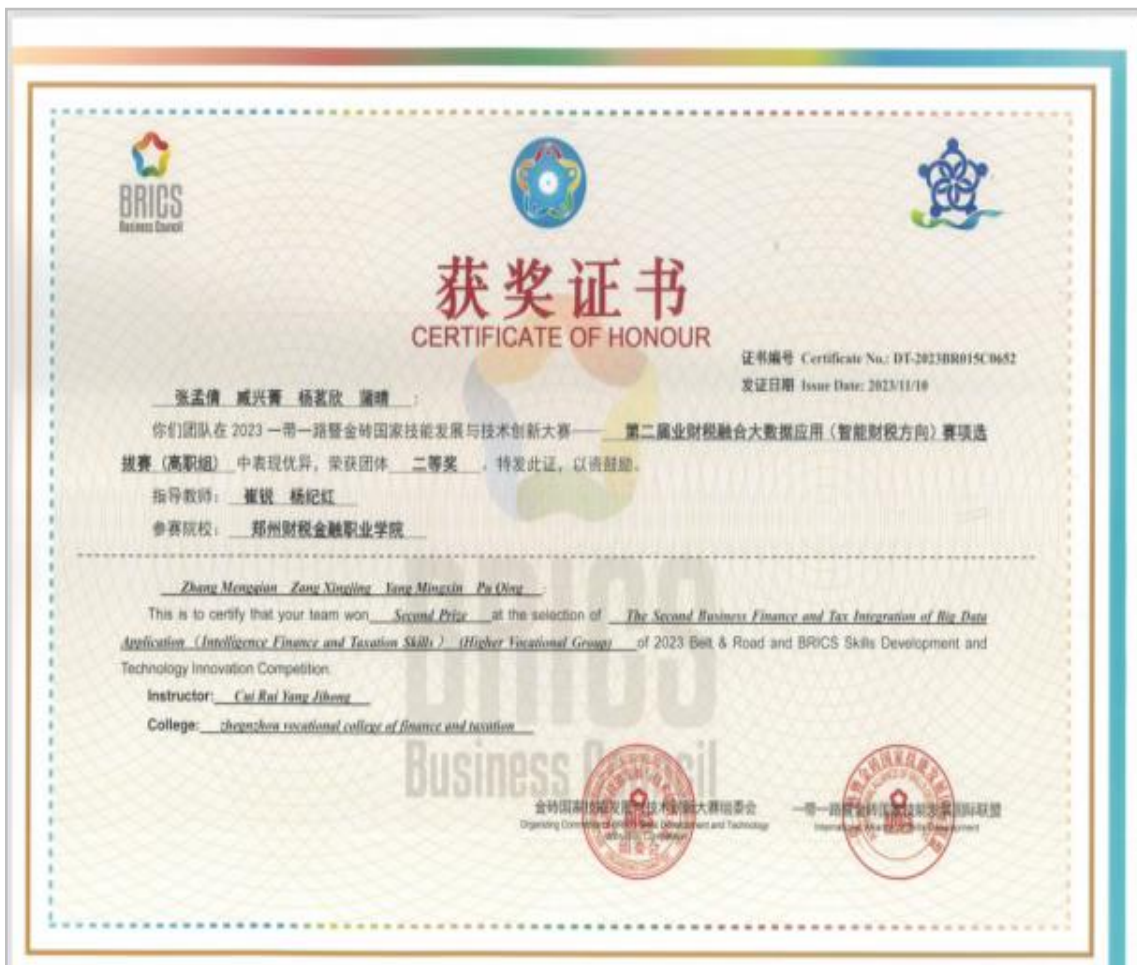 BRICS
Business Council
获奖证书
CERTIFICATE OF HONOUR
证书编号 Certificate No.: DT-2023BR015C0652
发证日期 Issue Date: 2023/11/10
张孟倩 臧兴菁 杨茗欣 蒲晴：
你们团队在 2023 一带一路暨金砖国家技能发展与技术创新大赛—— 第二届业财税融合大数据应用（智能财税方向）赛项选
拔赛（高职组） 中表现优异，荣获团体 二等奖 ，特发此证，以资鼓励。
指导教师： 崔锐 杨纪红
参赛院校： 郑州财税金融职业学院
Zhang Mengqian Zang Xingjing Yang Mingxin Pu Qing :
This is to certify that your team won Second Prize at the selection of The Second Business Finance and Tax Integration of Big Data
Application（Intelligence Finance and Taxation Skills）(Higher Vocational Group) of 2023 Belt & Road and BRICS Skills Development and
Technology Innovation Competition.
Instructor: Cui Rui Yang Jihong
College: zhegnzhou vocational college of finance and taxation
BRICS
Business Council
金砖国家技能发展与技术创新大赛组委会
一带一路暨金砖国家技能发展国际联盟
Organizing Committee of BRICS Skills Development and Technology